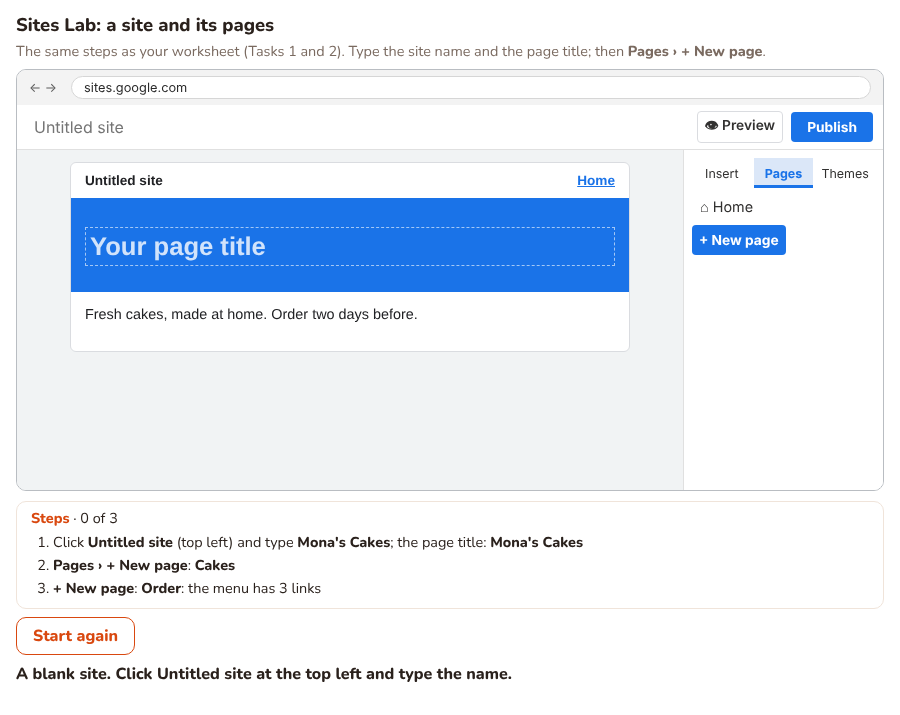 Sites Lab: a site and its pages
The same steps as your worksheet (Tasks 1 and 2). Type the site name and the page title; then Pages › + New page.
sites.google.com
Untitled site
Preview
Publish
Untitled site
Home
Your page title
Fresh cakes, made at home. Order two days before.
Insert
Pages
Themes
Home
+ New page
Steps · 0 of 3
1. Click Untitled site (top left) and type Mona's Cakes; the page title: Mona's Cakes
2. Pages › + New page: Cakes
3. + New page: Order: the menu has 3 links
Start again
A blank site. Click Untitled site at the top left and type the name.